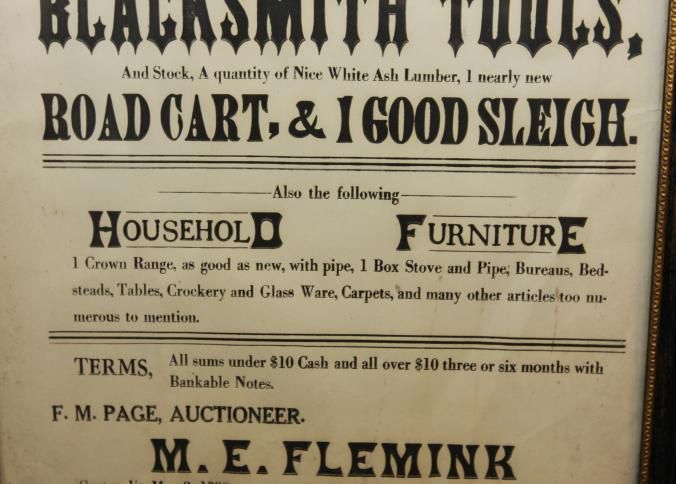 BLACKSMITH TOOLS,
And Stock, A quantity of Nice White Ash Lumber, 1 nearly new
ROAD CART, & 1 GOOD SLEIGH.
Also the following
HOUSEHOLD FURNITURE
1 Crown Range, as good as new, with pipe, 1 Box Stove and Pipe, Bureaus, Bed-
steads, Tables, Crockery and Glass Ware, Carpets, and many other articles too nu-
merous to mention.
TERMS, All sums under $10 Cash and all over $10 three or six months with
Bankable Notes.
F. M. PAGE, AUCTIONEER.
M. E. FLEMINK